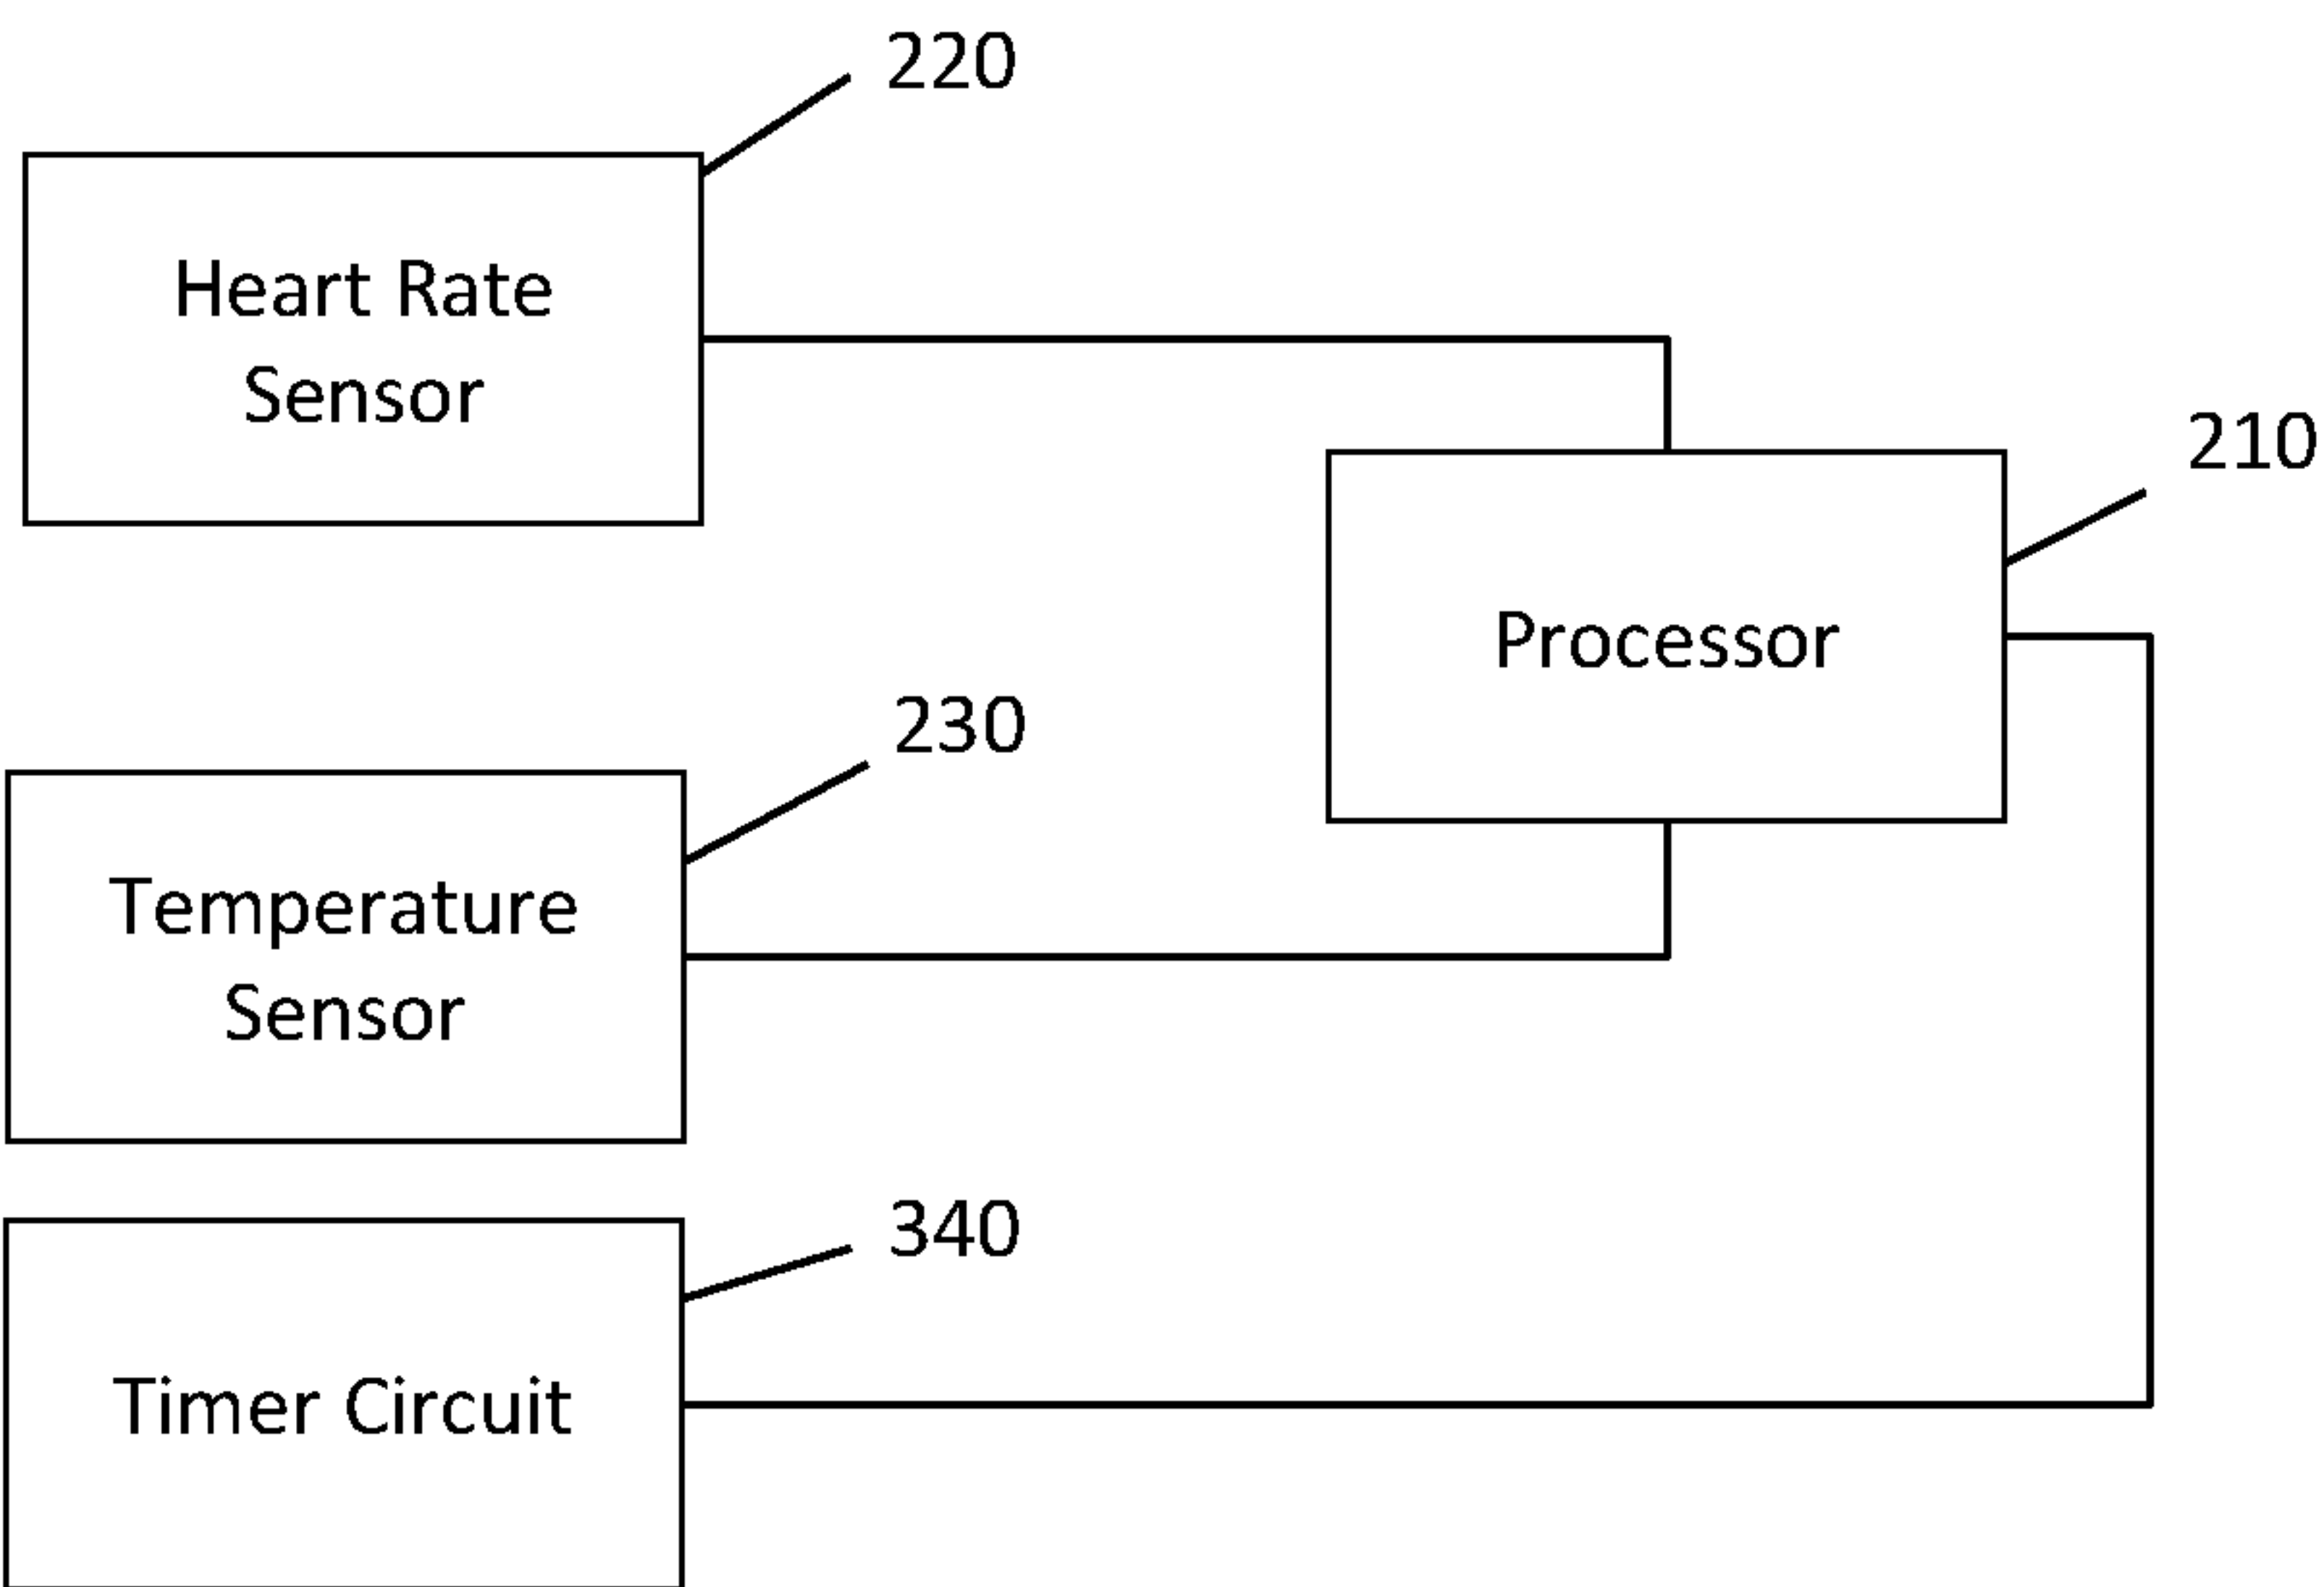 220
Heart Rate
Sensor
210
Processor
230
Temperature
Sensor
340
Timer Circuit